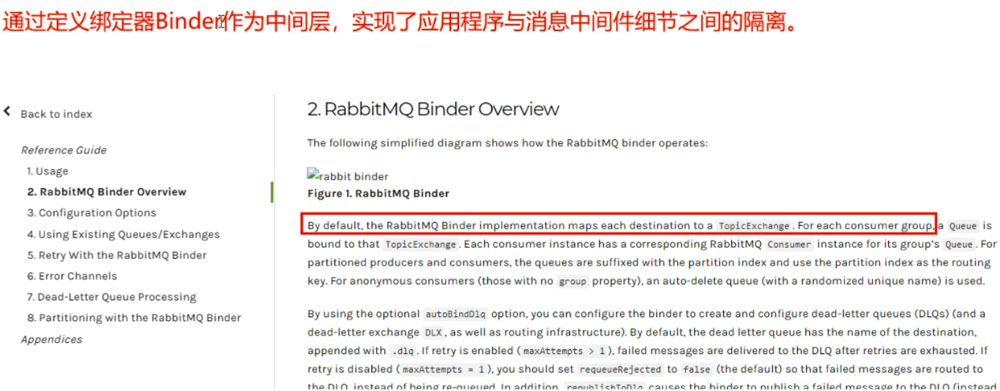 通过定义绑定器Binder作为中间层，实现了应用程序与消息中间件细节之间的隔离。
Back to index
Reference Guide
1. Usage
2. RabbitMQ Binder Overview
3. Configuration Options
4. Using Existing Queues/Exchanges
5. Retry With the RabbitMQ Binder
6. Error Channels
7. Dead-Letter Queue Processing
8. Partitioning with the RabbitMQ Binder
Appendices
2. RabbitMQ Binder Overview
The following simplified diagram shows how the RabbitMQ binder operates:
rabbit binder
Figure 1. RabbitMQ Binder
By default, the RabbitMQ Binder implementation maps each destination to a TopicExchange. For each consumer group, a Queue is
bound to that TopicExchange. Each consumer instance has a corresponding RabbitMQ Consumer instance for its group's Queue. For
partitioned producers and consumers, the queues are suffixed with the partition index and use the partition index as the routing
key. For anonymous consumers (those with no group property), an auto-delete queue (with a randomized unique name) is used.
By using the optional autoBindDlq option, you can configure the binder to create and configure dead-letter queues (DLQs) (and a
dead-letter exchange DLX, as well as routing infrastructure). By default, the dead letter queue has the name of the destination,
appended with .dlq. If retry is enabled (maxAttempts > 1), failed messages are delivered to the DLQ after retries are exhausted. If
retry is disabled (maxAttempts = 1), you should set requeueRejected to false (the default) so that failed messages are routed to
the DLQ, instead of being re-queued. In addition, republishToDlq causes the binder to publish a failed message to the DLQ (instead